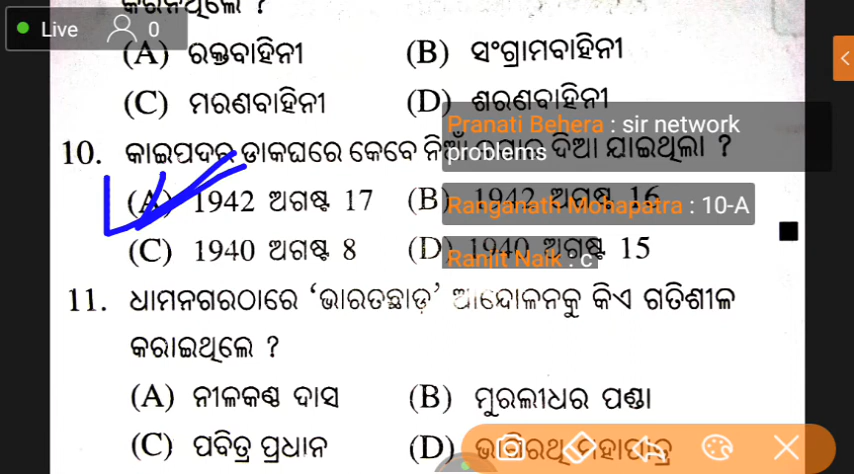 Live 0
(A) ରକ୍ତବାହିନୀ (B) ସଂଗ୍ରାମବାହିନୀ
(C) ମରଣବାହିନୀ (D) ଶରଣବାହିନୀ
Pranati Behera : sir network
problems
10. କାଇପଦର ଡାକଘରେ କେବେ ନିଆଁ ଦିଆ ଯାଇଥିଲା ?
(A) 1942 ଅଗଷ୍ଟ 17 (B) 1942 ଅଗଷ୍ଟ 16
Ranganath Mohapatra : 10-A
(C) 1940 ଅଗଷ୍ଟ 8 (D) 1940 ଅଗଷ୍ଟ 15
Ranjit Naik : c
11. ଧାମନଗରଠାରେ ‘ଭାରତଛାଡ଼’ ଆନ୍ଦୋଳନକୁ କିଏ ଗତିଶୀଳ
କରାଇଥିଲେ ?
(A) ନୀଳକଣ୍ଠ ଦାସ (B) ମୁରଲୀଧର ପଣ୍ଡା
(C) ପବିତ୍ର ପ୍ରଧାନ (D)